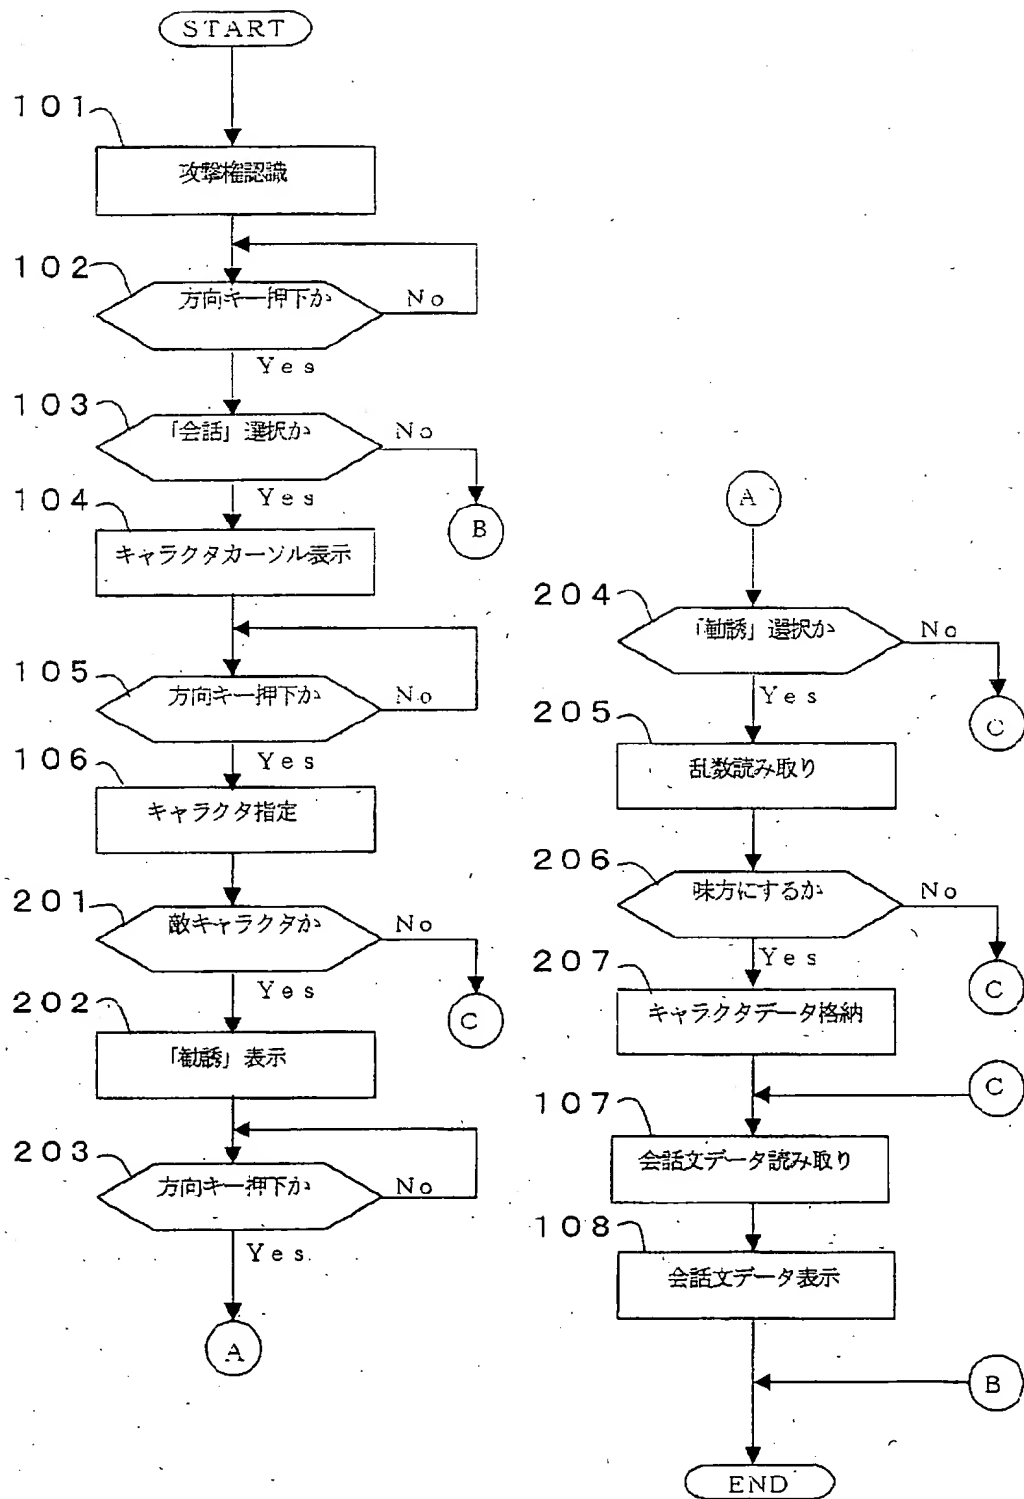 START
101
攻撃権認識
102
方向キー押下か
No
Yes
103
「会話」選択か
No
Yes
B
104
キャラクタカーソル表示
105
方向キー押下か
No
Yes
106
キャラクタ指定
201
敵キャラクタか
No
Yes
C
202
「勧誘」表示
203
方向キー押下か
No
Yes
A
A
204
「勧誘」選択か
No
Yes
C
205
乱数読み取り
206
味方にするか
No
Yes
C
207
キャラクタデータ格納
C
107
会話文データ読み取り
108
会話文データ表示
B
END